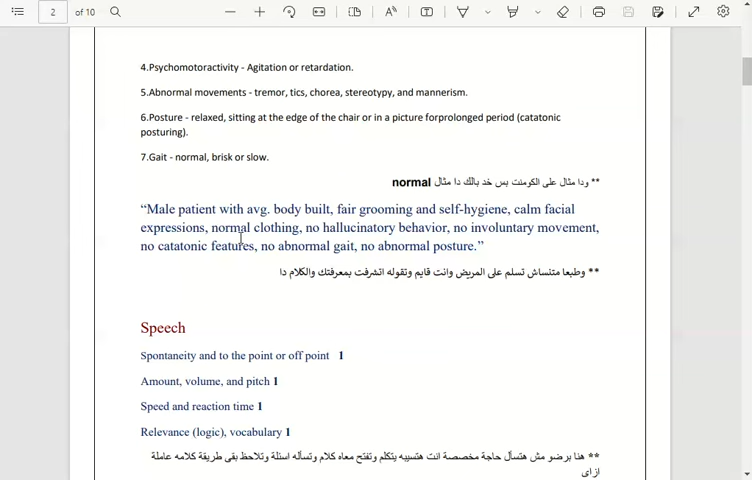 2
of 10
4.Psychomotoractivity - Agitation or retardation.
5.Abnormal movements - tremor, tics, chorea, stereotypy, and mannerism.
6.Posture - relaxed, sitting at the edge of the chair or in a picture forprolonged period (catatonic
posturing).
7.Gait - normal, brisk or slow.
** ودا مثال على الكومنت بس خد بالك دا مثال normal
“Male patient with avg. body built, fair grooming and self-hygiene, calm facial
expressions, normal clothing, no hallucinatory behavior, no involuntary movement,
no catatonic features, no abnormal gait, no abnormal posture.”
** وطبعا متنساش تسلم على المريض وانت قايم وتقوله اتشرفت بمعرفتك والكلام دا
Speech
Spontaneity and to the point or off point 1
Amount, volume, and pitch 1
Speed and reaction time 1
Relevance (logic), vocabulary 1
** هنا برضو مش هتسأل حاجة مخصصة انت هتسيبه يتكلم وتفتح معاه كلام وتسأله اسئلة وتلاحظ بقى طريقة كلامه عاملة
ازاى